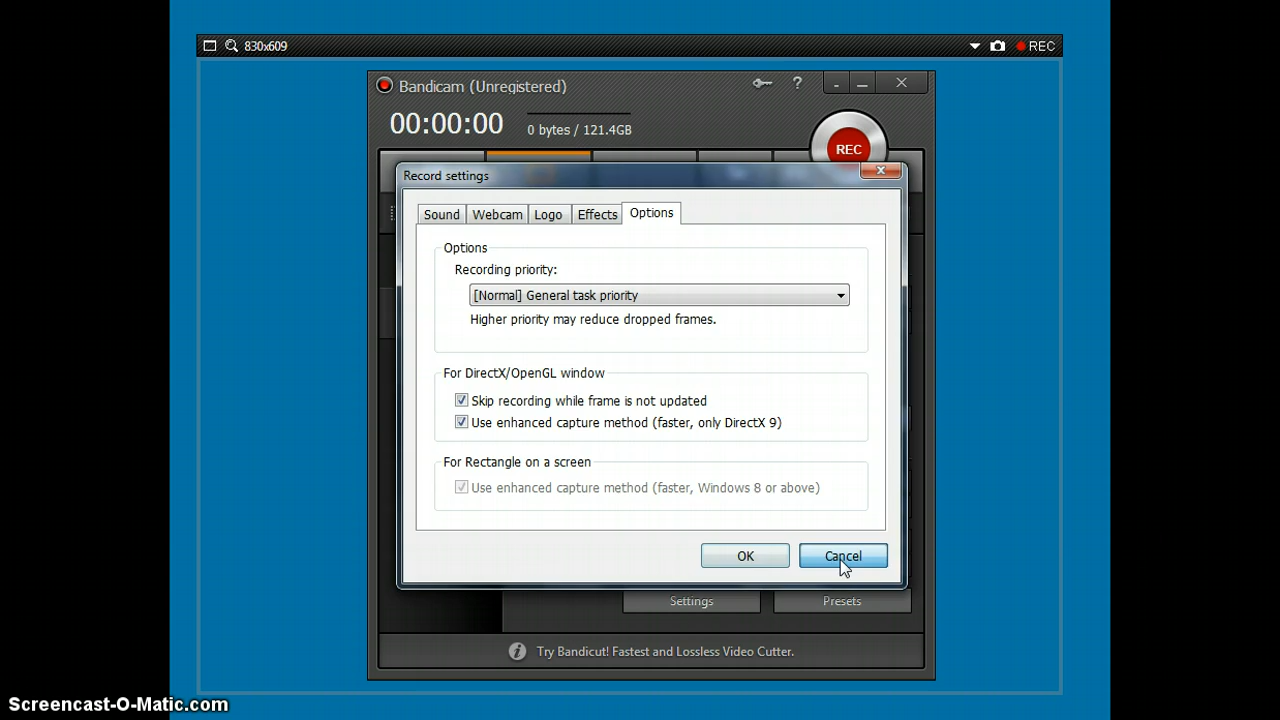 830x609
REC
Bandicam (Unregistered)
?
00:00:00
0 bytes / 121.4GB
REC
Record settings
Sound Webcam Logo Effects Options
Options
Recording priority:
[Normal] General task priority
Higher priority may reduce dropped frames.
For DirectX/OpenGL window
Skip recording while frame is not updated
Use enhanced capture method (faster, only DirectX 9)
For Rectangle on a screen
Use enhanced capture method (faster, Windows 8 or above)
OK Cancel
Settings Presets
Try Bandicut! Fastest and Lossless Video Cutter.
Screencast-O-Matic.com